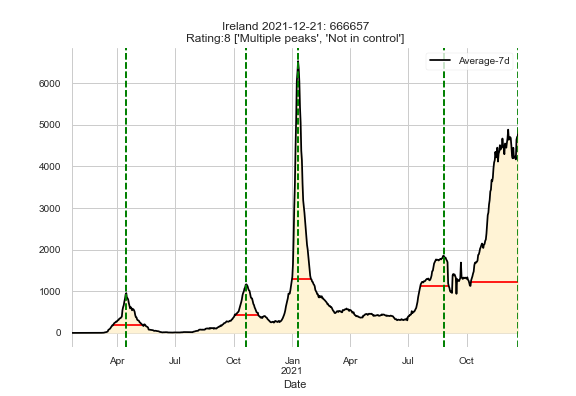 Ireland 2021-12-21: 666657
Rating:8 ['Multiple peaks', 'Not in control']
Average-7d
6000
5000
4000
3000
2000
1000
0
Apr Jul Oct Jan Apr Jul Oct
2021
Date